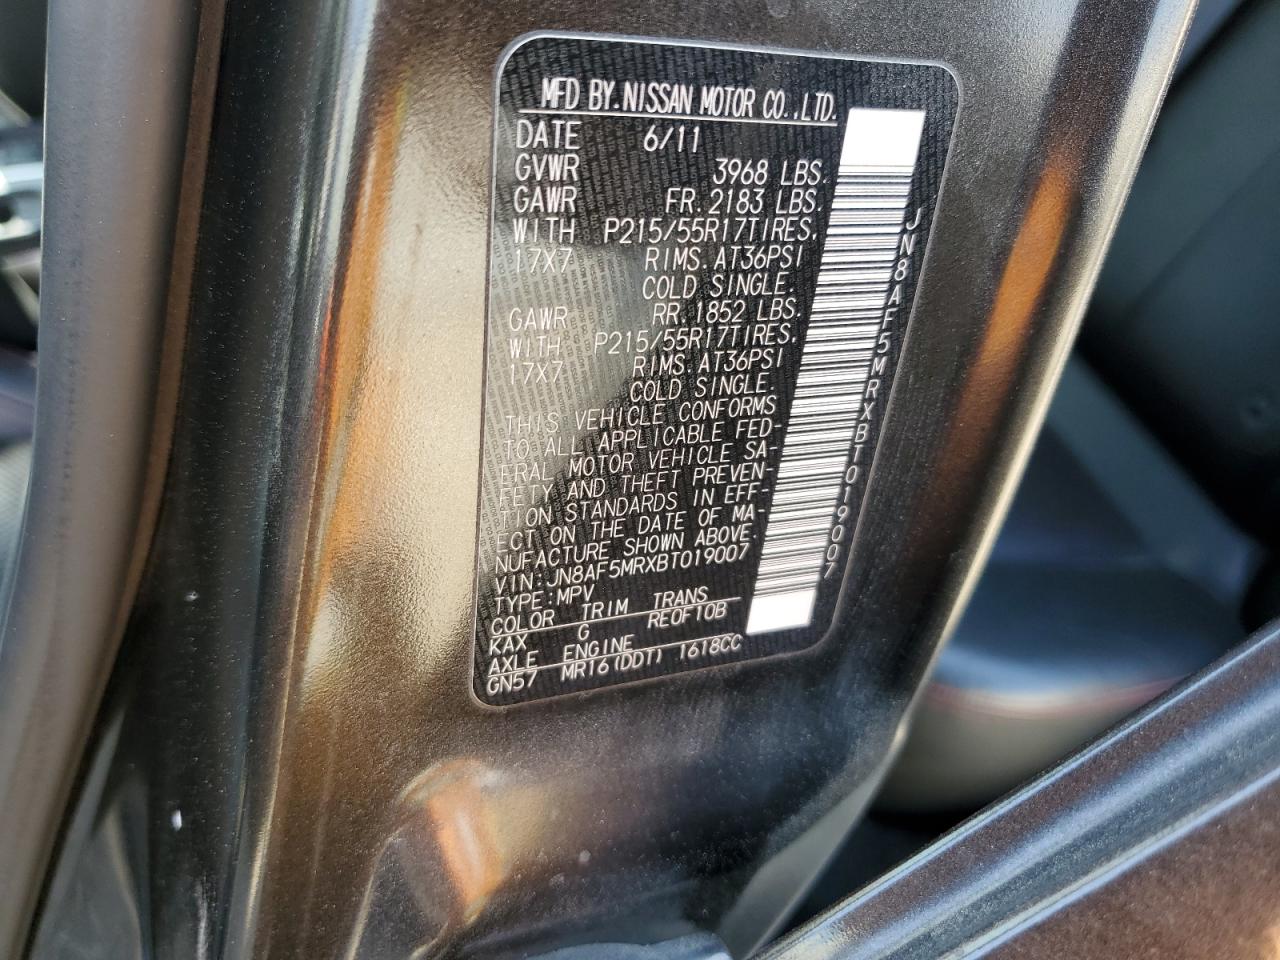 MFD BY.NISSAN MOTOR CO.,LTD.
DATE 6/11
GVWR 3968 LBS.
GAWR FR.2183 LBS.
WITH P215/55R17TIRES,
17X7 RIMS.AT36PSI
COLD SINGLE.
GAWR RR.1852 LBS.
WITH P215/55R17TIRES,
17X7 RIMS.AT36PSI
COLD SINGLE.
THIS VEHICLE CONFORMS
TO ALL APPLICABLE FED-
ERAL MOTOR VEHICLE SA-
FETY AND THEFT PREVEN-
TION STANDARDS IN EFF-
ECT ON THE DATE OF MA-
NUFACTURE SHOWN ABOVE.
VIN:JN8AF5MRXBT019007
TYPE:MPV
COLOR TRIM TRANS
KAX G RE0F10B
AXLE ENGINE
GN57 MR16(DDT) 1618CC
JN8AF5MRXBT019007